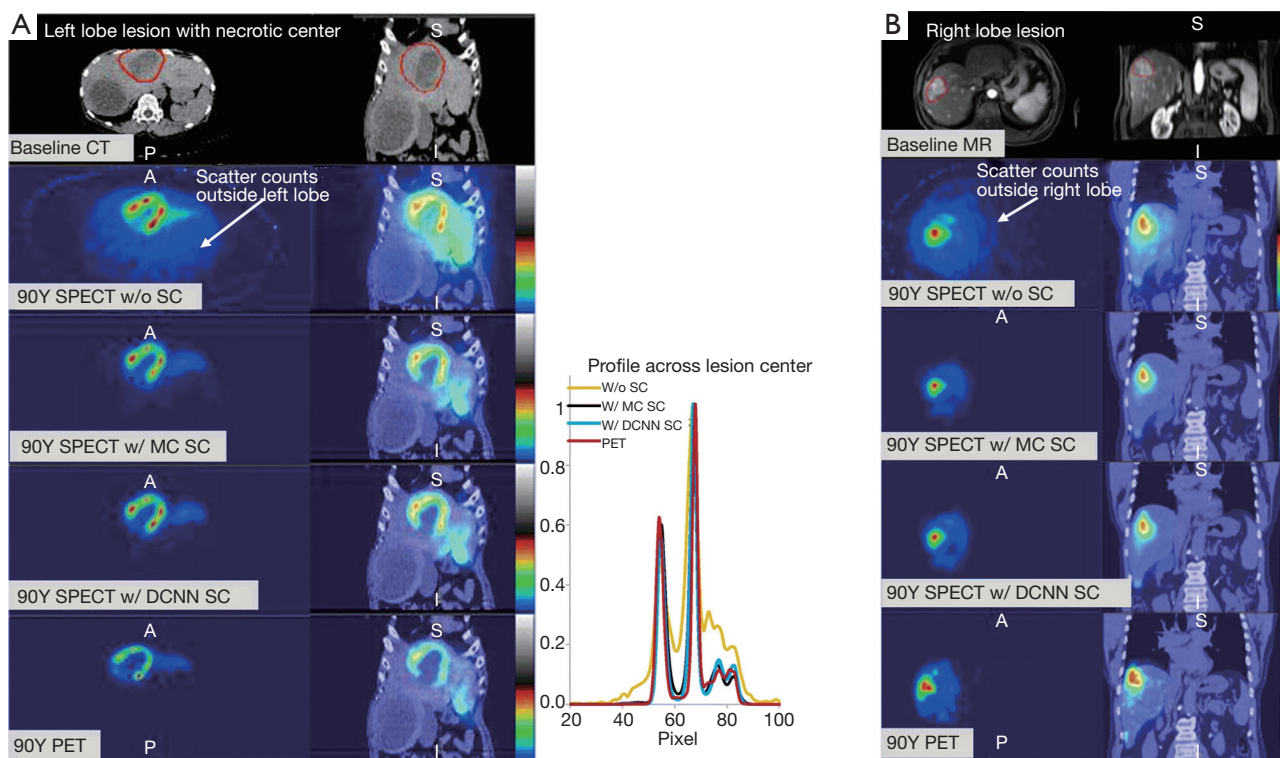 A
Left lobe lesion with necrotic center
S
Baseline CT
P
I
A
Scatter counts
outside left lobe
S
90Y SPECT w/o SC
I
A
S
90Y SPECT w/ MC SC
I
A
S
90Y SPECT w/ DCNN SC
I
A
S
90Y PET
P
I
Profile across lesion center
W/o SC
W/ MC SC
W/ DCNN SC
PET
1
0.8
0.6
0.4
0.2
0.0
20
40
60
80
100
Pixel
B
Right lobe lesion
S
Baseline MR
I
Scatter counts
outside right lobe
S
90Y SPECT w/o SC
I
A
S
90Y SPECT w/ MC SC
I
A
S
90Y SPECT w/ DCNN SC
I
A
S
90Y PET
P
I